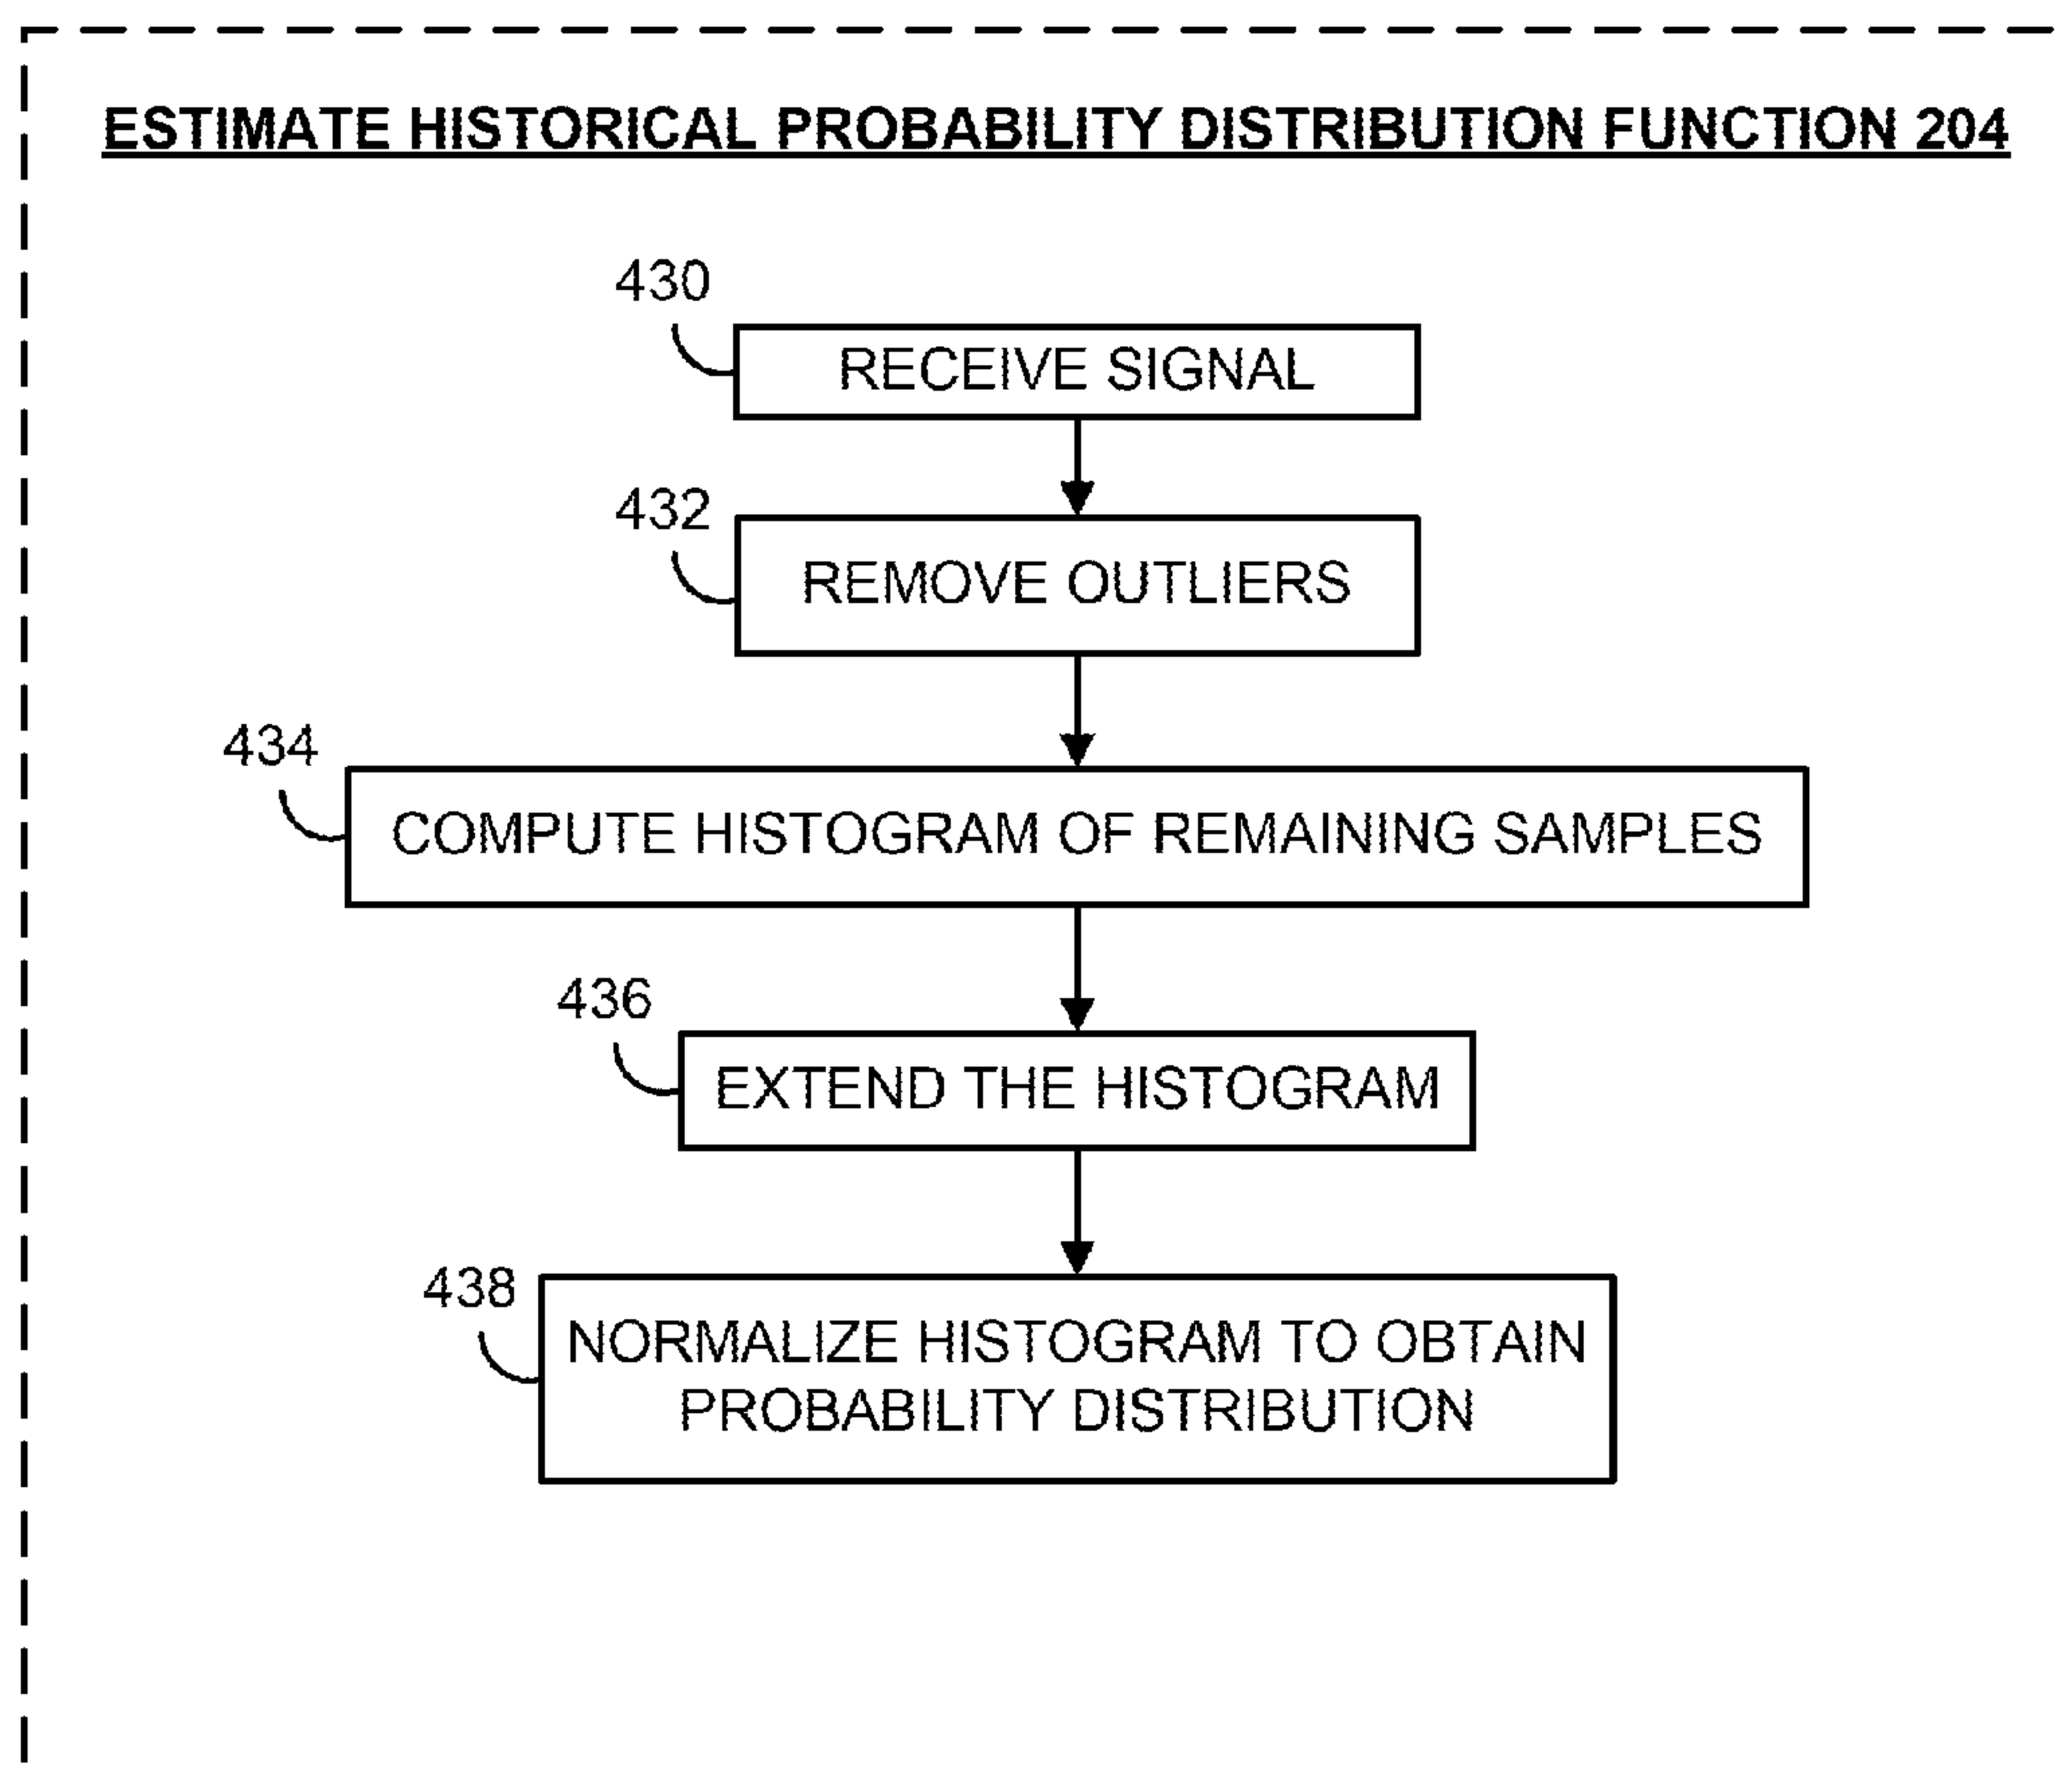 ESTIMATE HISTORICAL PROBABILITY DISTRIBUTION FUNCTION 204
430
RECEIVE SIGNAL
432
REMOVE OUTLIERS
434
COMPUTE HISTOGRAM OF REMAINING SAMPLES
436
EXTEND THE HISTOGRAM
438
NORMALIZE HISTOGRAM TO OBTAIN
PROBABILITY DISTRIBUTION